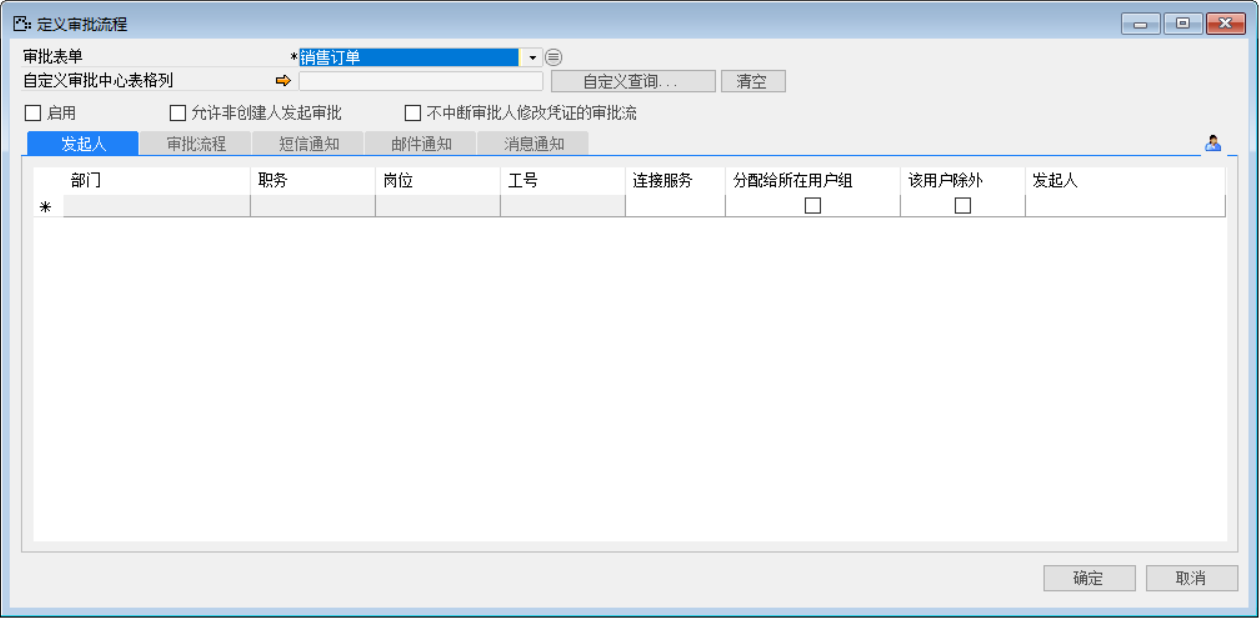 定义审批流程
审批表单 *销售订单
自定义审批中心表格列 自定义查询... 清空
启用 允许非创建人发起审批 不中断审批人修改凭证的审批流
发起人 审批流程 短信通知 邮件通知 消息通知
部门 职务 岗位 工号 连接服务 分配给所在用户组 该用户除外 发起人
*
确定 取消